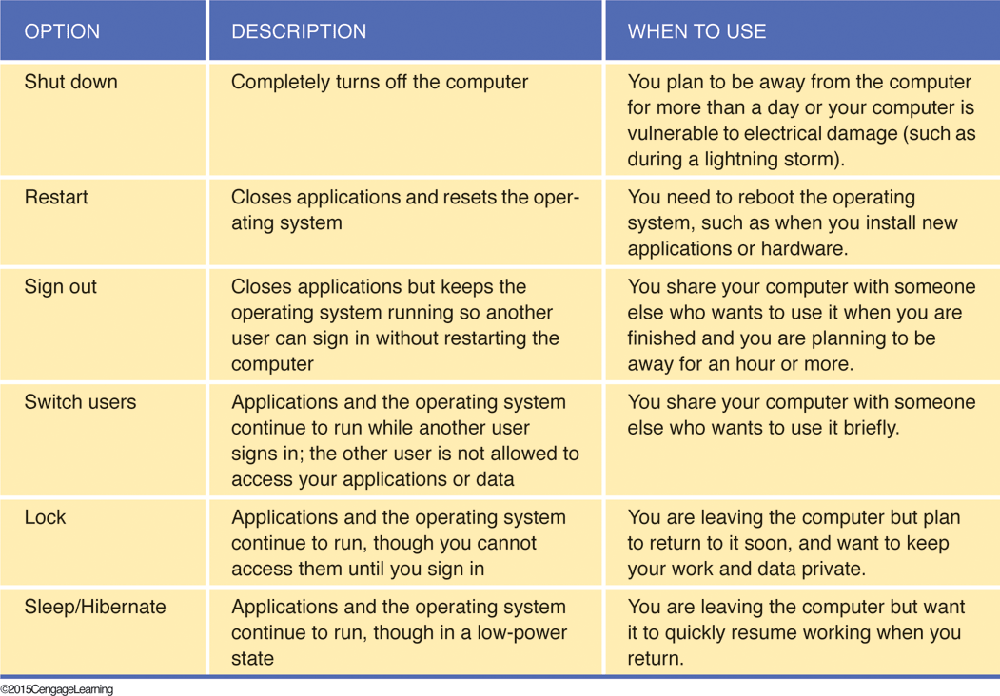 OPTION DESCRIPTION WHEN TO USE
Shut down
Completely turns off the computer
You plan to be away from the computer
for more than a day or your computer is
vulnerable to electrical damage (such as
during a lightning storm).
Restart
Closes applications and resets the oper-
ating system
You need to reboot the operating
system, such as when you install new
applications or hardware.
Sign out
Closes applications but keeps the
operating system running so another
user can sign in without restarting the
computer
You share your computer with someone
else who wants to use it when you are
finished and you are planning to be
away for an hour or more.
Switch users
Applications and the operating system
continue to run while another user
signs in; the other user is not allowed to
access your applications or data
You share your computer with someone
else who wants to use it briefly.
Lock
Applications and the operating system
continue to run, though you cannot
access them until you sign in
You are leaving the computer but plan
to return to it soon, and want to keep
your work and data private.
Sleep/Hibernate
Applications and the operating system
continue to run, though in a low-power
state
You are leaving the computer but want
it to quickly resume working when you
return.
©2015CengageLearning